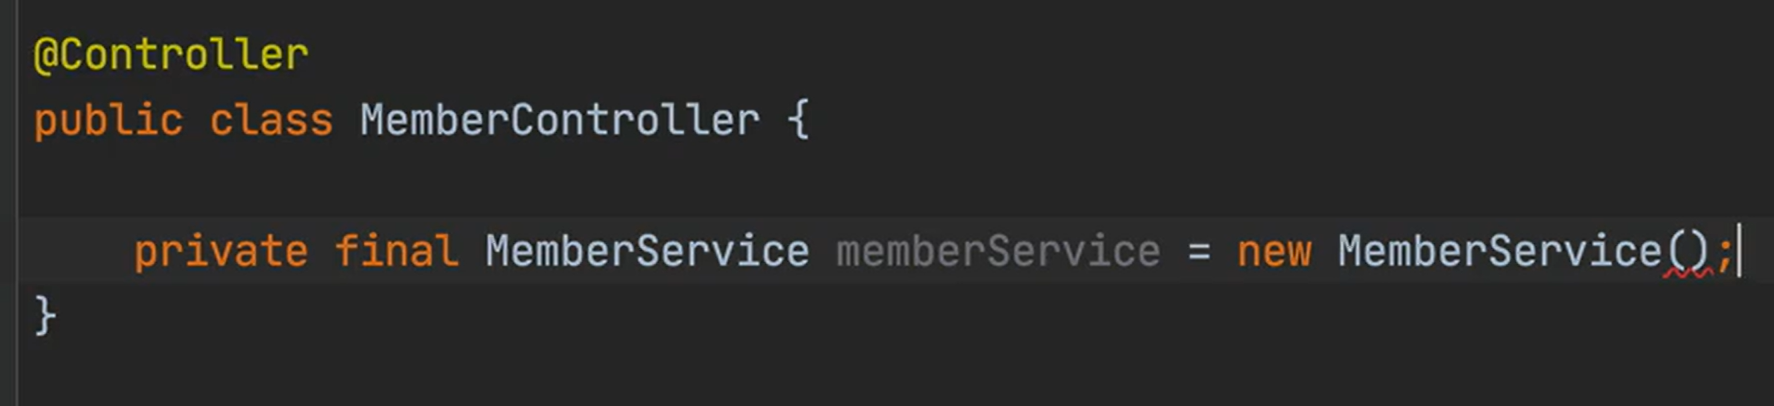 @Controller
public class MemberController {
private final MemberService memberService = new MemberService();
}